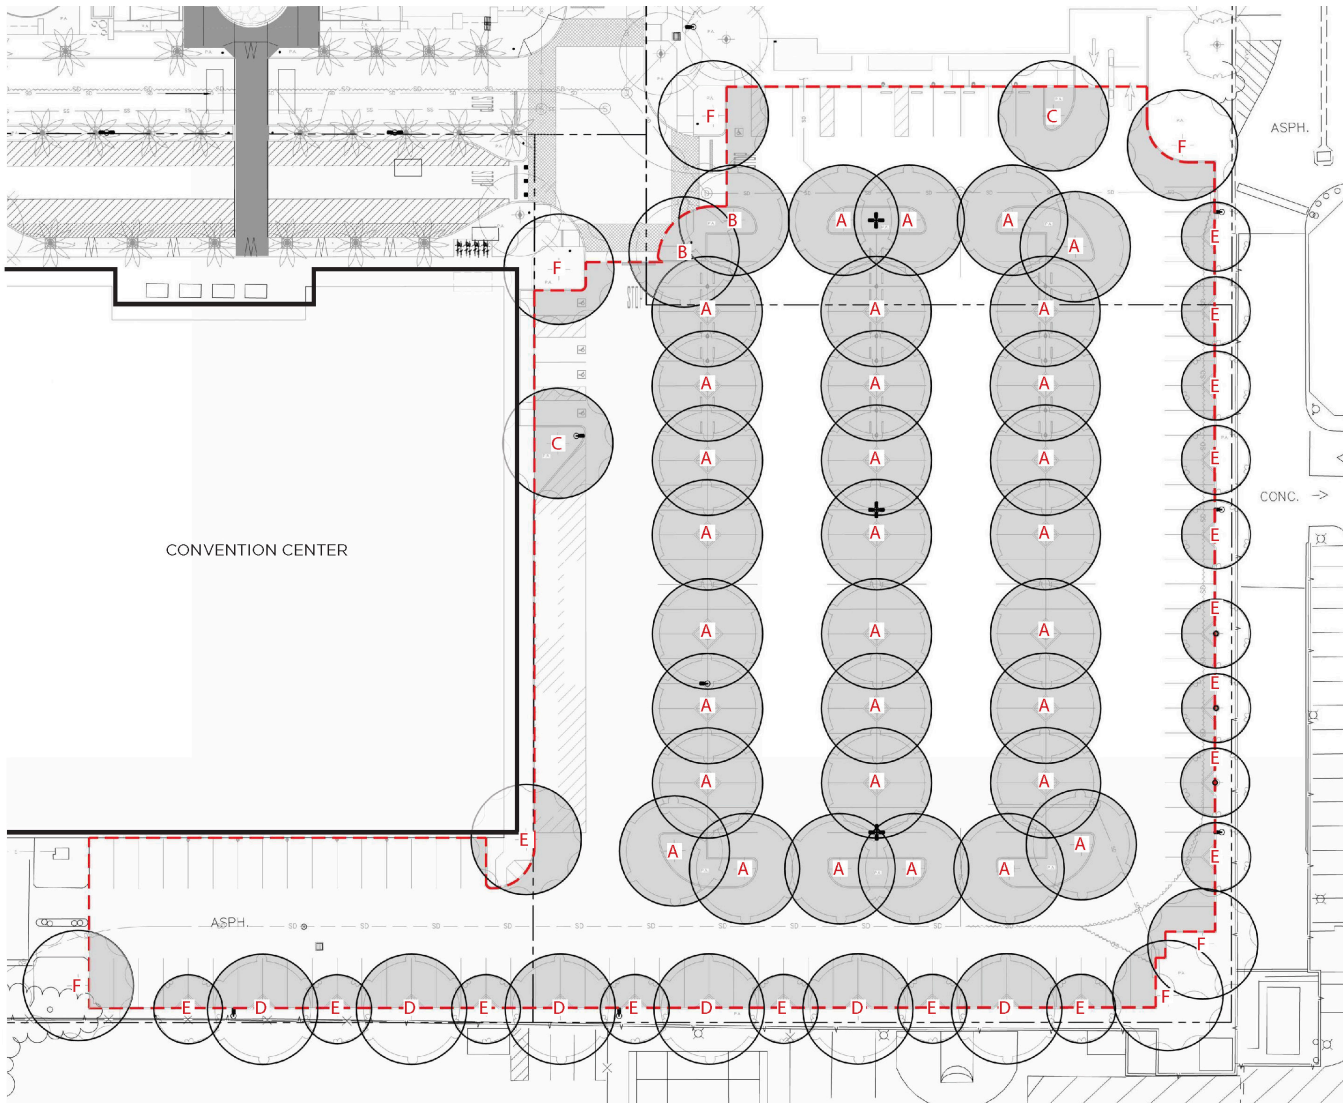 F C
ASPH.
F
B A A A E
A
B
F
A A A E
A A A E
C A A A E
CONC.
A A A E
CONVENTION CENTER
E
A A A
E
A A A
E
A A A
E A A E
A A A A
ASPH.
F
F F
E D E D E D E D E D E D E